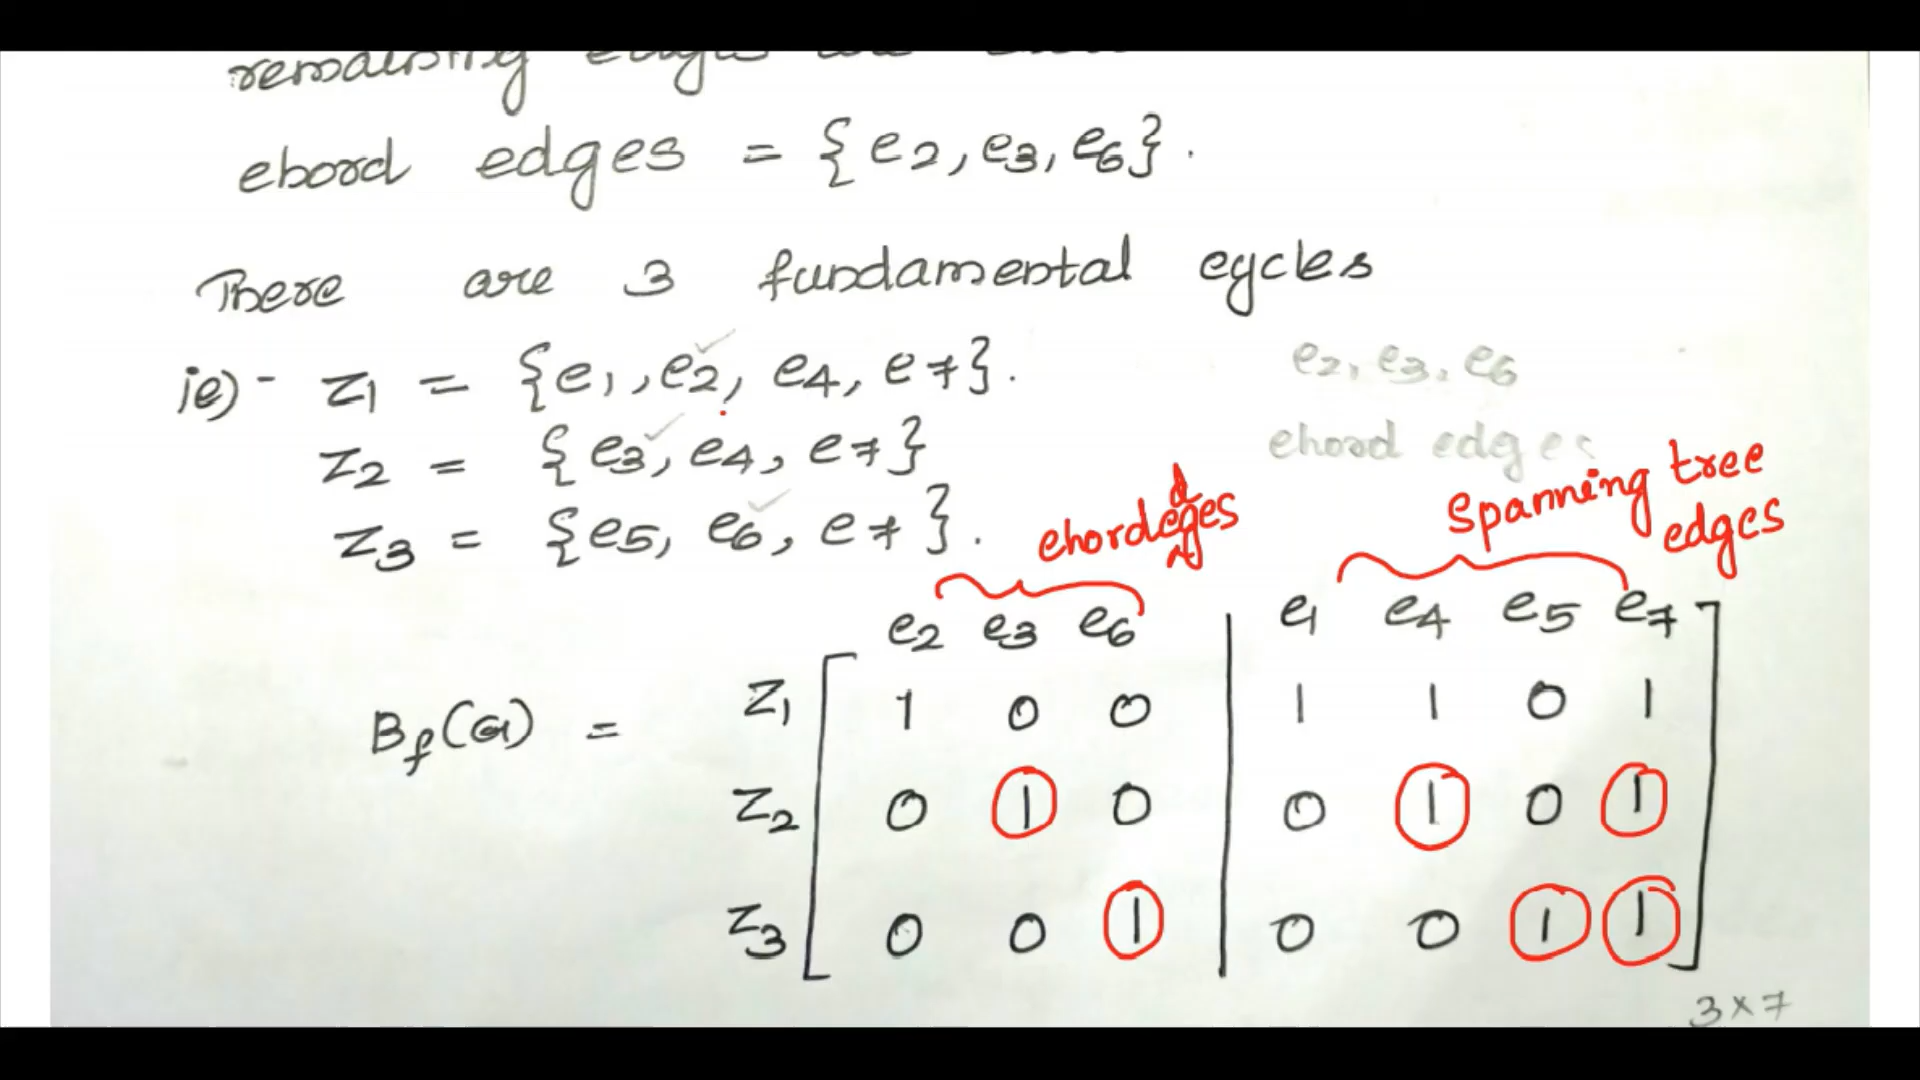 remaining edges are
chord edges = {e2, e3, e6}.
There are 3 fundamental cycles
ie)- Z1 = {e1, e2, e4, e7}.
e2, e3, e6
Z2 = {e3, e4, e7}
chord edges
Z3 = {e5, e6, e7}.
chord edges
spanning tree
edges
e2 e3 e6 | e1 e4 e5 e7
Bf(G) =
Z1 1 0 0 | 1 1 0 1
Z2 0 1 0 | 0 1 0 1
Z3 0 0 1 | 0 0 1 1
3×7